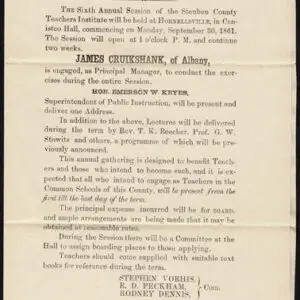 THE Sixth Annual Session of the Steuben County
Teachers Institute will be held at HORNELLSVILLE, in Can-
isteo Hall, commencing on Monday, September 30, 1861.
The Session will open at 1 o'clock P. M. and continue
two weeks.
JAMES CRUIKSHANK, of Albany,
is engaged, as Principal Manager, to conduct the exer-
cises during the entire Session.
HON. EMERSON W. KEYES,
Superintendent of Public Instruction, will be present and
deliver one Address.
In addition to the above, Lectures will be delivered
during the term by Rev. T. K. Beecher, Prof. G. W.
Stowits and others, a programme of which will be pre-
viously announced.
This annual gathering is designed to benefit Teach-
ers and those who intend to become such, and it is ex-
pected that all who intend to engage as Teachers in the
Common Schools of this County, will be present from the
first till the last day of the term.
The principal expense incurred will be for BOARD,
and ample arrangements are being made that it may be
obtained at reasonable rates.
During the Session there will be a Committee at the
Hall to assign boarding places to those applying.
Teachers should come supplied with suitable text
books for reference during the term.
STEPHEN VORHIS,
R. D. PECKHAM, } Com.
RODNEY DENNIS,